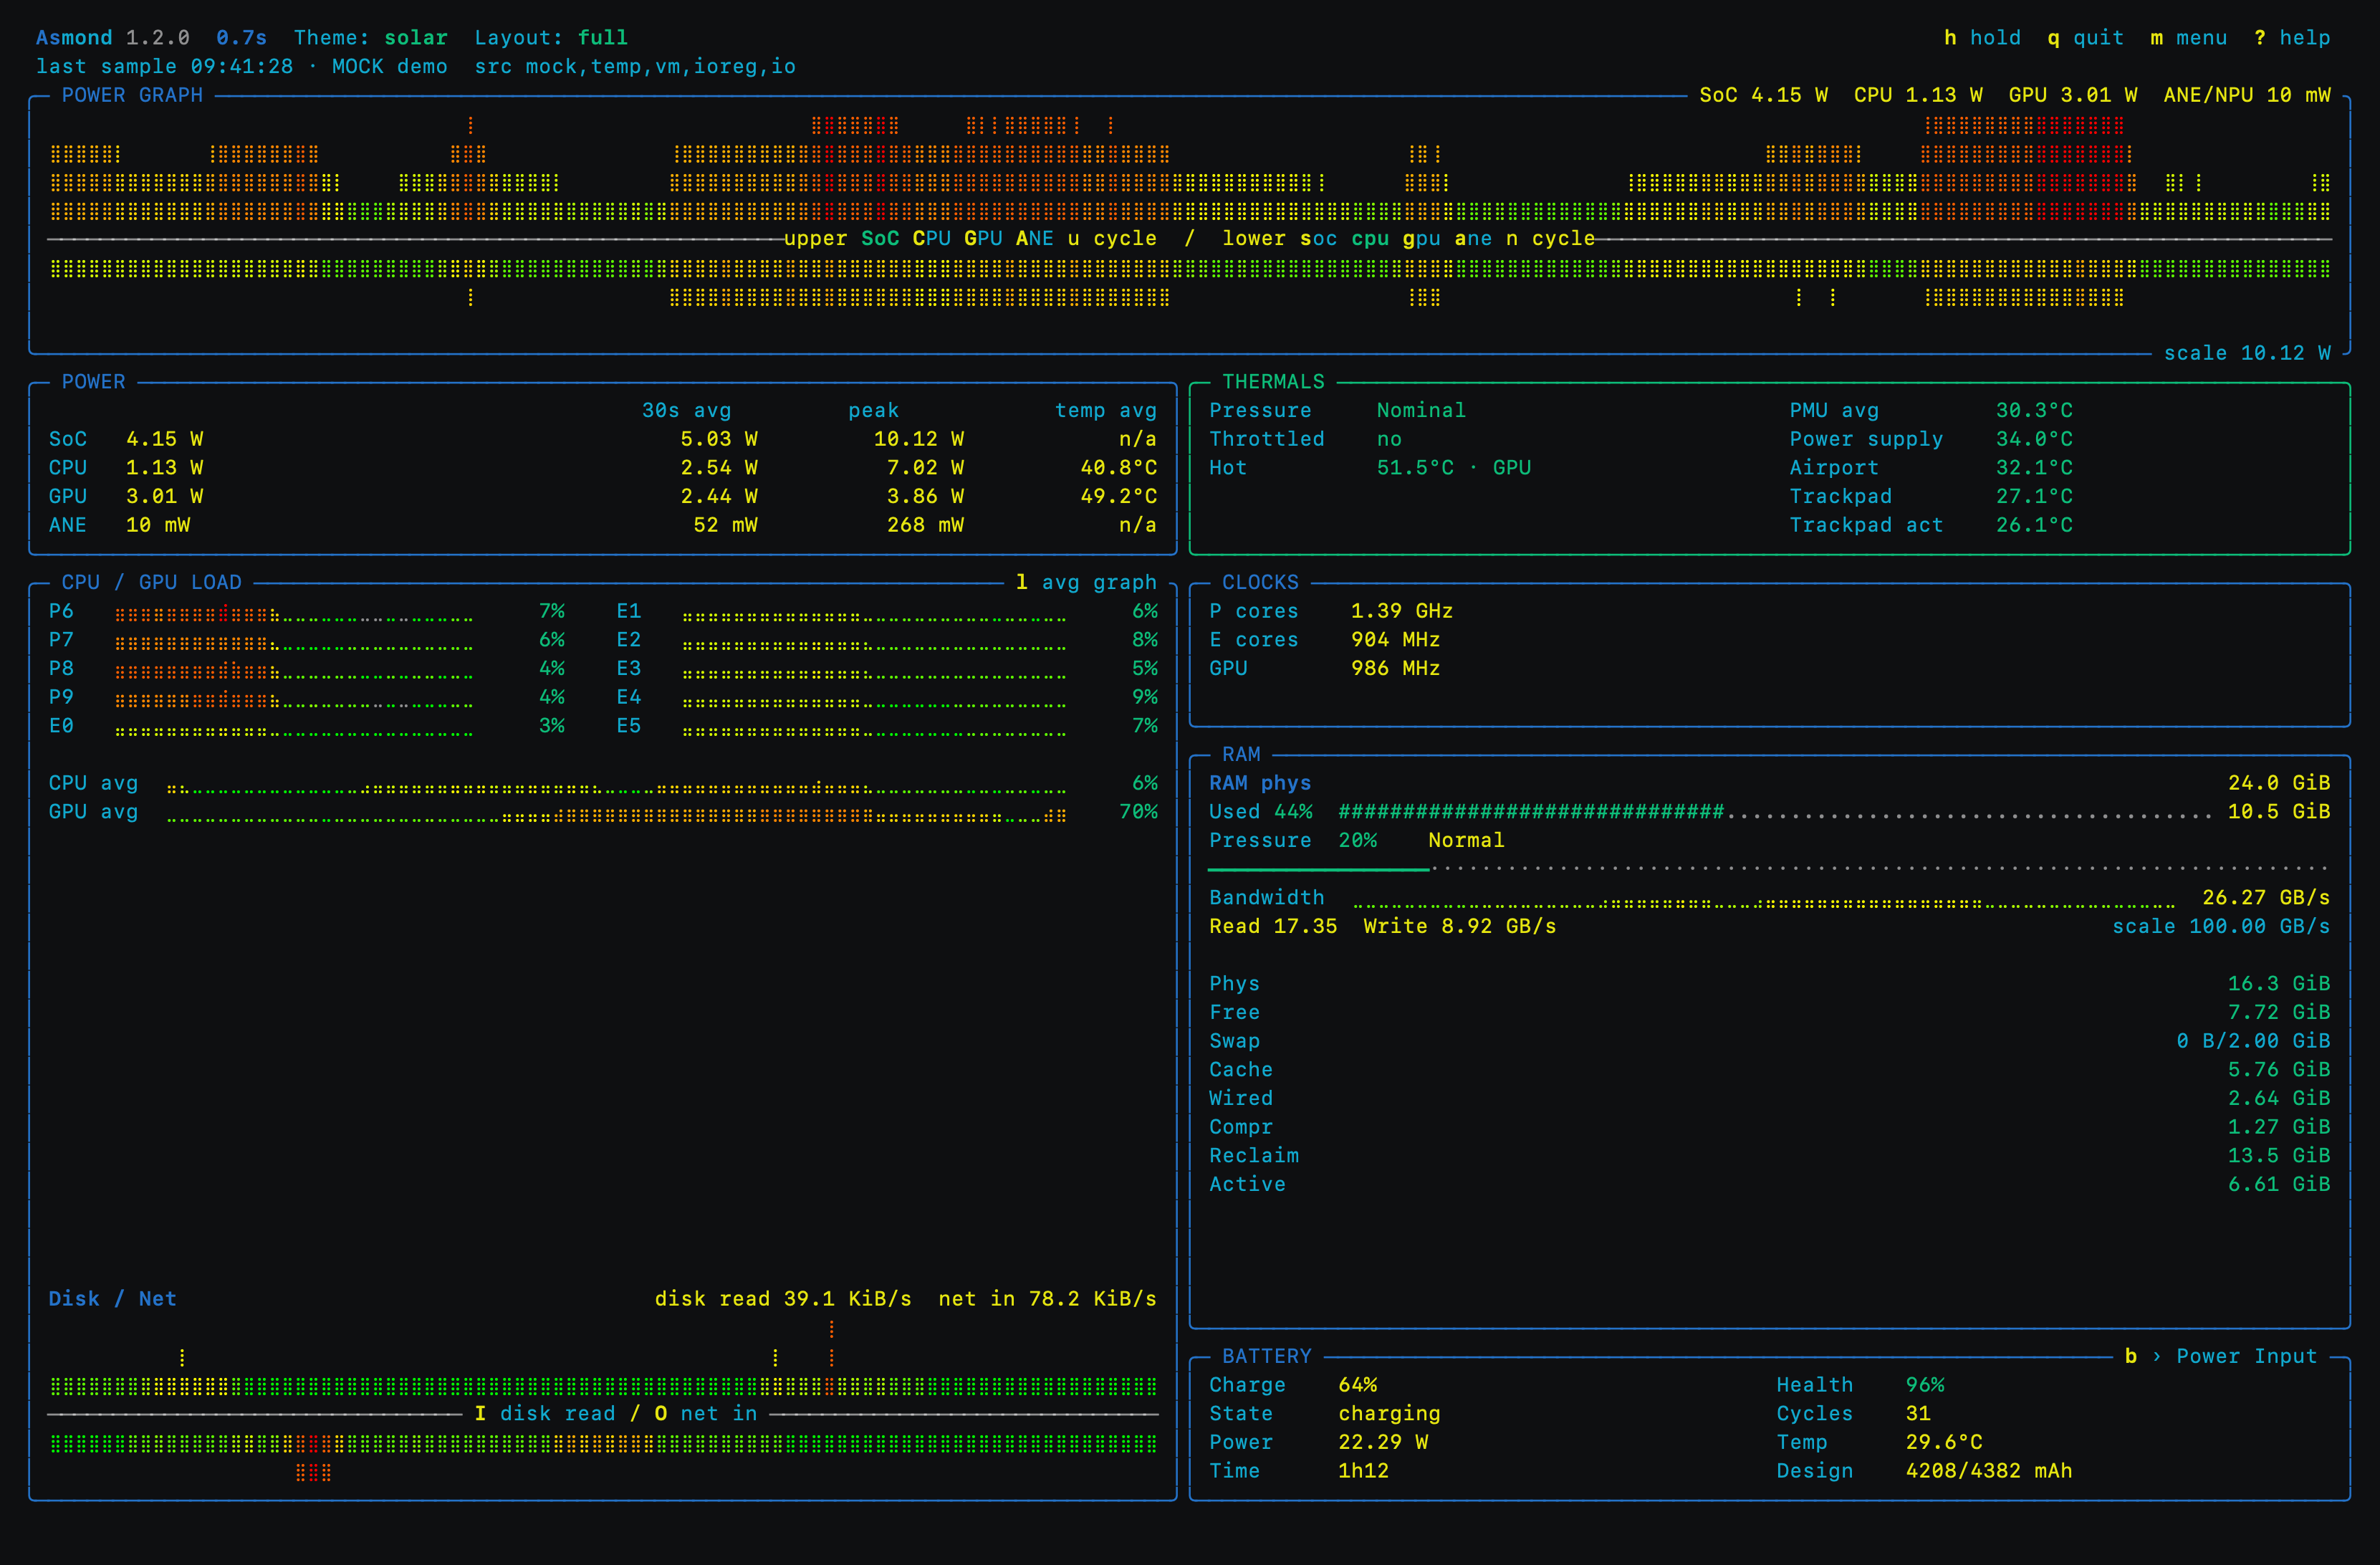 Asmond 1.2.0 0.7s Theme: solar Layout: full h hold q quit m menu ? help
last sample 09:41:28 · MOCK demo src mock,temp,vm,ioreg,io
POWER GRAPH SoC 4.15 W CPU 1.13 W GPU 3.01 W ANE/NPU 10 mW
upper SoC CPU GPU ANE u cycle / lower soc cpu gpu ane n cycle
scale 10.12 W
POWER
30s avg peak temp avg
SoC 4.15 W 5.03 W 10.12 W n/a
CPU 1.13 W 2.54 W 7.02 W 40.8°C
GPU 3.01 W 2.44 W 3.86 W 49.2°C
ANE 10 mW 52 mW 268 mW n/a
THERMALS
Pressure Nominal PMU avg 30.3°C
Throttled no Power supply 34.0°C
Hot 51.5°C · GPU Airport 32.1°C
Trackpad 27.1°C
Trackpad act 26.1°C
CPU / GPU LOAD l avg graph
P6 7% E1 6%
P7 6% E2 8%
P8 4% E3 5%
P9 4% E4 9%
E0 3% E5 7%
CPU avg 6%
GPU avg 70%
Disk / Net disk read 39.1 KiB/s net in 78.2 KiB/s
I disk read / O net in
CLOCKS
P cores 1.39 GHz
E cores 904 MHz
GPU 986 MHz
RAM
RAM phys 24.0 GiB
Used 44% ############################## 10.5 GiB
Pressure 20% Normal
Bandwidth 26.27 GB/s
Read 17.35 Write 8.92 GB/s scale 100.00 GB/s
Phys 16.3 GiB
Free 7.72 GiB
Swap 0 B/2.00 GiB
Cache 5.76 GiB
Wired 2.64 GiB
Compr 1.27 GiB
Reclaim 13.5 GiB
Active 6.61 GiB
BATTERY b › Power Input
Charge 64% Health 96%
State charging Cycles 31
Power 22.29 W Temp 29.6°C
Time 1h12 Design 4208/4382 mAh